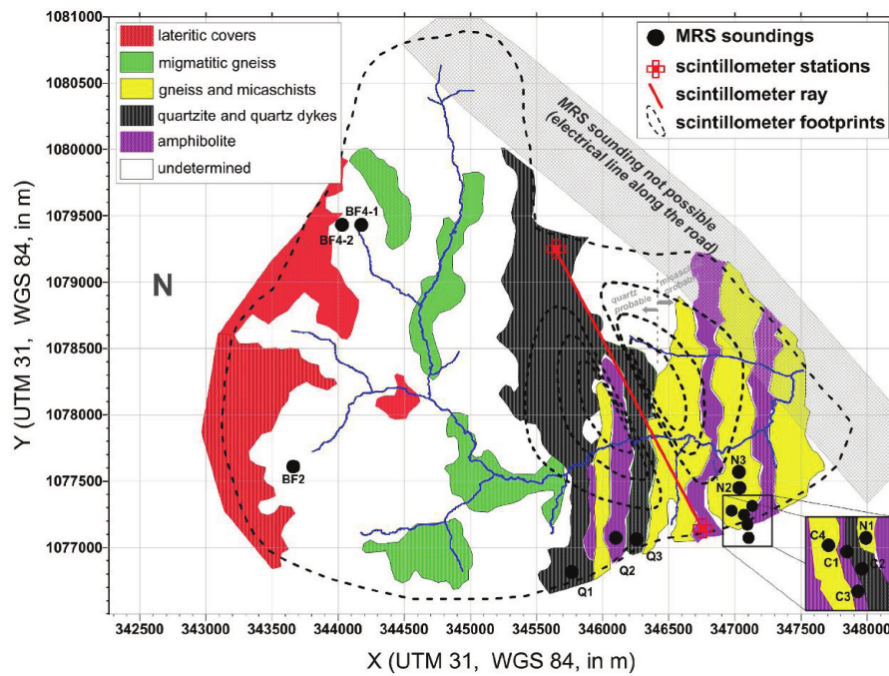 lateritic covers
migmatitic gneiss
gneiss and micaschists
quartzite and quartz dykes
amphibolite
undetermined
MRS soundings
scintillometer stations
scintillometer ray
scintillometer footprints
MRS sounding not possible
(electrical line along the road)
quartz
probable
micaschist
probable
N
BF4-1
BF4-2
BF2
N3
N2
Q1
Q2
Q3
N1
C4
C1
C2
C3
1081000
1080500
1080000
1079500
1079000
1078500
1078000
1077500
1077000
Y (UTM 31, WGS 84, in m)
342500 343000 343500 344000 344500 345000 345500 346000 346500 347000 347500 348000
X (UTM 31, WGS 84, in m)